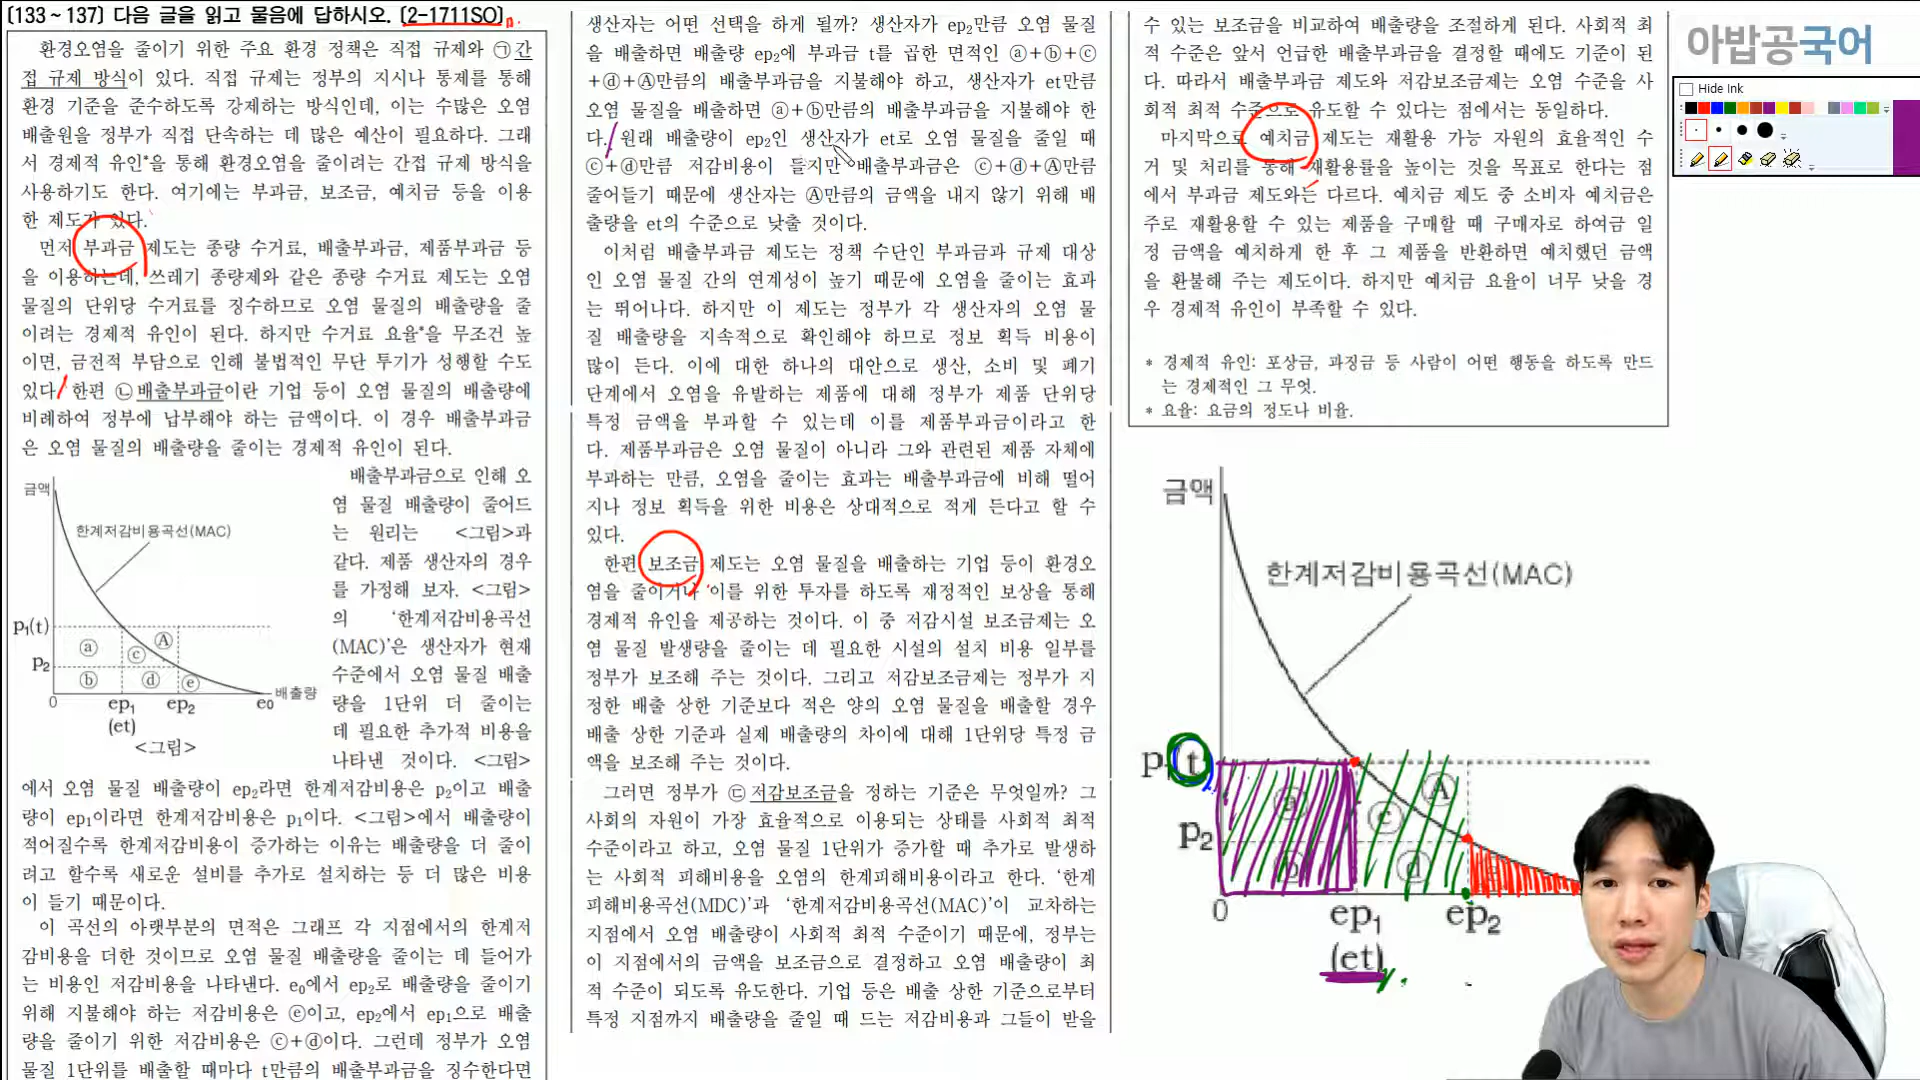 [133～137] 다음 글을 읽고 물음에 답하시오. [2-1711SO]
환경오염을 줄이기 위한 주요 환경 정책은 직접 규제와 ㉠간
접 규제 방식이 있다. 직접 규제는 정부의 지시나 통제를 통해
환경 기준을 준수하도록 강제하는 방식인데, 이는 수많은 오염
배출원을 정부가 직접 단속하는 데 많은 예산이 필요하다. 그래
서 경제적 유인*을 통해 환경오염을 줄이려는 간접 규제 방식을
사용하기도 한다. 여기에는 부과금, 보조금, 예치금 등을 이용
한 제도가 있다.
먼저 부과금 제도는 종량 수거료, 배출부과금, 제품부과금 등
을 이용하는데, 쓰레기 종량제와 같은 종량 수거료 제도는 오염
물질의 단위당 수거료를 징수하므로 오염 물질의 배출량을 줄
이려는 경제적 유인이 된다. 하지만 수거료 요율*을 무조건 높
이면, 금전적 부담으로 인해 불법적인 무단 투기가 성행할 수도
있다. 한편 ㉡배출부과금이란 기업 등이 오염 물질의 배출량에
비례하여 정부에 납부해야 하는 금액이다. 이 경우 배출부과금
은 오염 물질의 배출량을 줄이는 경제적 유인이 된다.
금액
한계저감비용곡선(MAC)
p₁(t)
p₂
ⓐ ⓒ Ⓐ
ⓑ ⓓ ⓔ
0 ep₁ ep₂ e₀ 배출량
(et)
<그림>
배출부과금으로 인해 오
염 물질 배출량이 줄어드
는 원리는 <그림>과
같다. 제품 생산자의 경우
를 가정해 보자. <그림>
의 ‘한계저감비용곡선
(MAC)’은 생산자가 현재
수준에서 오염 물질 배출
량을 1단위 더 줄이는
데 필요한 추가적 비용을
나타낸 것이다. <그림>
에서 오염 물질 배출량이 ep₂라면 한계저감비용은 p₂이고 배출
량이 ep₁이라면 한계저감비용은 p₁이다. <그림>에서 배출량이
적어질수록 한계저감비용이 증가하는 이유는 배출량을 더 줄이
려고 할수록 새로운 설비를 추가로 설치하는 등 더 많은 비용
이 들기 때문이다.
이 곡선의 아랫부분의 면적은 그래프 각 지점에서의 한계저
감비용을 더한 것이므로 오염 물질 배출량을 줄이는 데 들어가
는 비용인 저감비용을 나타낸다. e₀에서 ep₂로 배출량을 줄이기
위해 지불해야 하는 저감비용은 ⓔ이고, ep₂에서 ep₁으로 배출
량을 줄이기 위한 저감비용은 ⓒ+ⓓ이다. 그런데 정부가 오염
물질 1단위를 배출할 때마다 t만큼의 배출부과금을 징수한다면
생산자는 어떤 선택을 하게 될까? 생산자가 ep₂만큼 오염 물질
을 배출하면 배출량 ep₂에 부과금 t를 곱한 면적인 ⓐ+ⓑ+ⓒ
+ⓓ+Ⓐ만큼의 배출부과금을 지불해야 하고, 생산자가 et만큼
오염 물질을 배출하면 ⓐ+ⓑ만큼의 배출부과금을 지불해야 한
다. 원래 배출량이 ep₂인 생산자가 et로 오염 물질을 줄일 때
ⓒ+ⓓ만큼 저감비용이 들지만 배출부과금은 ⓒ+ⓓ+Ⓐ만큼
줄어들기 때문에 생산자는 Ⓐ만큼의 금액을 내지 않기 위해 배
출량을 et의 수준으로 낮출 것이다.
이처럼 배출부과금 제도는 정책 수단인 부과금과 규제 대상
인 오염 물질 간의 연계성이 높기 때문에 오염을 줄이는 효과
는 뛰어나다. 하지만 이 제도는 정부가 각 생산자의 오염 물
질 배출량을 지속적으로 확인해야 하므로 정보 획득 비용이
많이 든다. 이에 대한 하나의 대안으로 생산, 소비 및 폐기
단계에서 오염을 유발하는 제품에 대해 정부가 제품 단위당
특정 금액을 부과할 수 있는데 이를 제품부과금이라고 한
다. 제품부과금은 오염 물질이 아니라 그와 관련된 제품 자체에
부과하는 만큼, 오염을 줄이는 효과는 배출부과금에 비해 떨어
지나 정보 획득을 위한 비용은 상대적으로 적게 든다고 할 수
있다.
한편 보조금 제도는 오염 물질을 배출하는 기업 등이 환경오
염을 줄이거나 이를 위한 투자를 하도록 재정적인 보상을 통해
경제적 유인을 제공하는 것이다. 이 중 저감시설 보조금제는 오
염 물질 발생량을 줄이는 데 필요한 시설의 설치 비용 일부를
정부가 보조해 주는 것이다. 그리고 저감보조금제는 정부가 지
정한 배출 상한 기준보다 적은 양의 오염 물질을 배출할 경우
배출 상한 기준과 실제 배출량의 차이에 대해 1단위당 특정 금
액을 보조해 주는 것이다.
그러면 정부가 ㉢저감보조금을 정하는 기준은 무엇일까? 그
사회의 자원이 가장 효율적으로 이용되는 상태를 사회적 최적
수준이라고 하고, 오염 물질 1단위가 증가할 때 추가로 발생하
는 사회적 피해비용을 오염의 한계피해비용이라고 한다. ‘한계
피해비용곡선(MDC)’과 ‘한계저감비용곡선(MAC)’이 교차하는
지점에서 오염 배출량이 사회적 최적 수준이기 때문에, 정부는
이 지점에서의 금액을 보조금으로 결정하고 오염 배출량이 최
적 수준이 되도록 유도한다. 기업 등은 배출 상한 기준으로부터
특정 지점까지 배출량을 줄일 때 드는 저감비용과 그들이 받을
수 있는 보조금을 비교하여 배출량을 조절하게 된다. 사회적 최
적 수준은 앞서 언급한 배출부과금을 결정할 때에도 기준이 된
다. 따라서 배출부과금 제도와 저감보조금제는 오염 수준을 사
회적 최적 수준으로 유도할 수 있다는 점에서는 동일하다.
마지막으로 예치금 제도는 재활용 가능 자원의 효율적인 수
거 및 처리를 통해 재활용률을 높이는 것을 목표로 한다는 점
에서 부과금 제도와는 다르다. 예치금 제도 중 소비자 예치금은
주로 재활용할 수 있는 제품을 구매할 때 구매자로 하여금 일
정 금액을 예치하게 한 후 그 제품을 반환하면 예치했던 금액
을 환불해 주는 제도이다. 하지만 예치금 요율이 너무 낮을 경
우 경제적 유인이 부족할 수 있다.
* 경제적 유인: 포상금, 과징금 등 사람이 어떤 행동을 하도록 만드
는 경제적인 그 무엇.
* 요율: 요금의 정도나 비율.
금액
한계저감비용곡선(MAC)
p (t)
p₂
ⓐ ⓒ Ⓐ
ⓓ
0 ep₁ ep₂
(et)
아밥공국어
Hide Ink